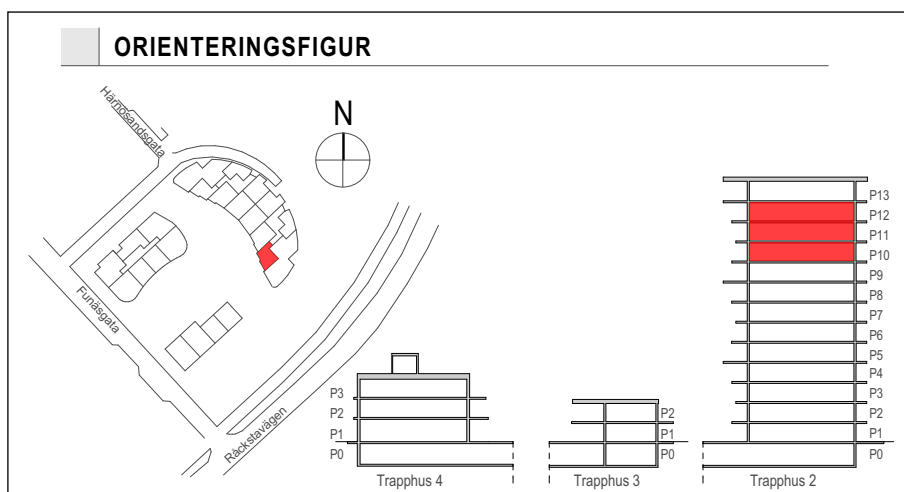 ORIENTERINGSFIGUR
Härnösandsgata
N
Funäsgata
Råckstavägen
P3
P2
P1
P0
Trapphus 4
P2
P1
P0
Trapphus 3
P13
P12
P11
P10
P9
P8
P7
P6
P5
P4
P3
P2
P1
P0
Trapphus 2